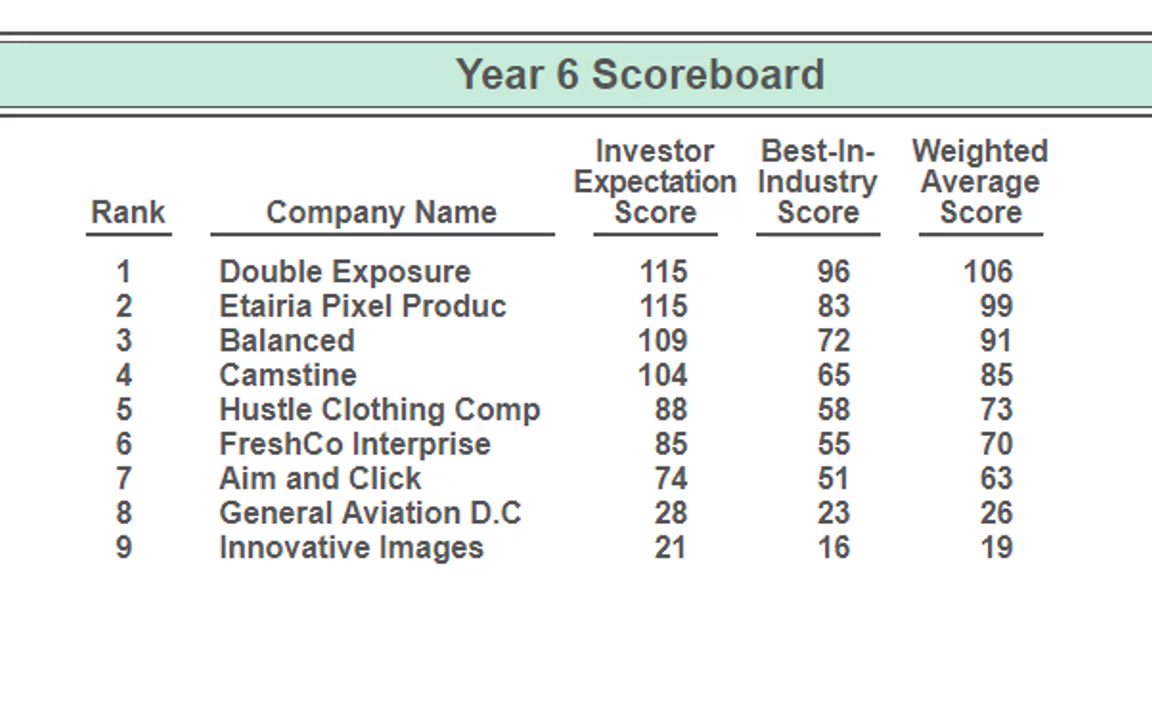 Year 6 Scoreboard
Investor Best-In- Weighted
Expectation Industry Average
Rank Company Name Score Score Score
1 Double Exposure 115 96 106
2 Etairia Pixel Produc 115 83 99
3 Balanced 109 72 91
4 Camstine 104 65 85
5 Hustle Clothing Comp 88 58 73
6 FreshCo Interprise 85 55 70
7 Aim and Click 74 51 63
8 General Aviation D.C 28 23 26
9 Innovative Images 21 16 19